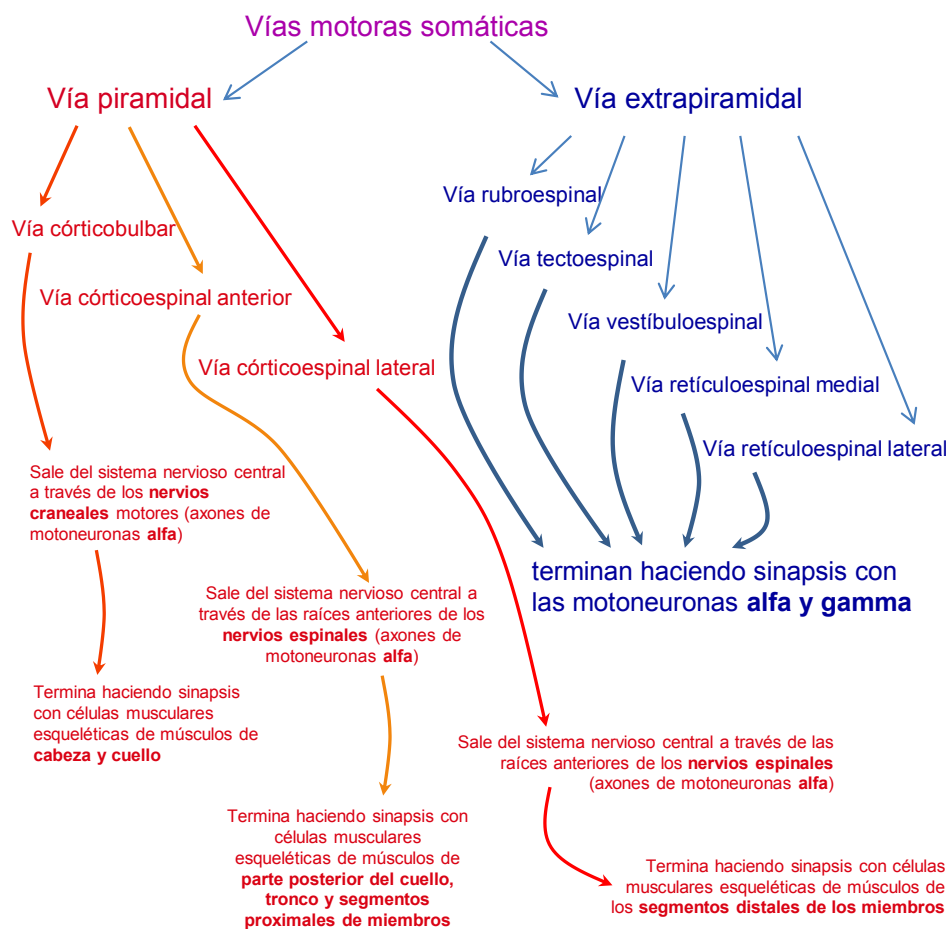 Vías motoras somáticas
Vía piramidal
Vía extrapiramidal
Vía rubroespinal
Vía córticobulbar
Vía tectoespinal
Vía córticoespinal anterior
Vía vestíbuloespinal
Vía córticoespinal lateral
Vía retículoespinal medial
Vía retículoespinal lateral
Sale del sistema nervioso central
a través de los nervios
craneales motores (axones de
motoneuronas alfa)
terminan haciendo sinapsis con
las motoneuronas alfa y gamma
Sale del sistema nervioso central a
través de las raíces anteriores de los
nervios espinales (axones de
motoneuronas alfa)
Termina haciendo sinapsis
con células musculares
esqueléticas de músculos de
cabeza y cuello
Sale del sistema nervioso central a través de las
raíces anteriores de los nervios espinales
(axones de motoneuronas alfa)
Termina haciendo sinapsis con
células musculares
esqueléticas de músculos de
parte posterior del cuello,
tronco y segmentos
proximales de miembros
Termina haciendo sinapsis con células
musculares esqueléticas de músculos de
los segmentos distales de los miembros